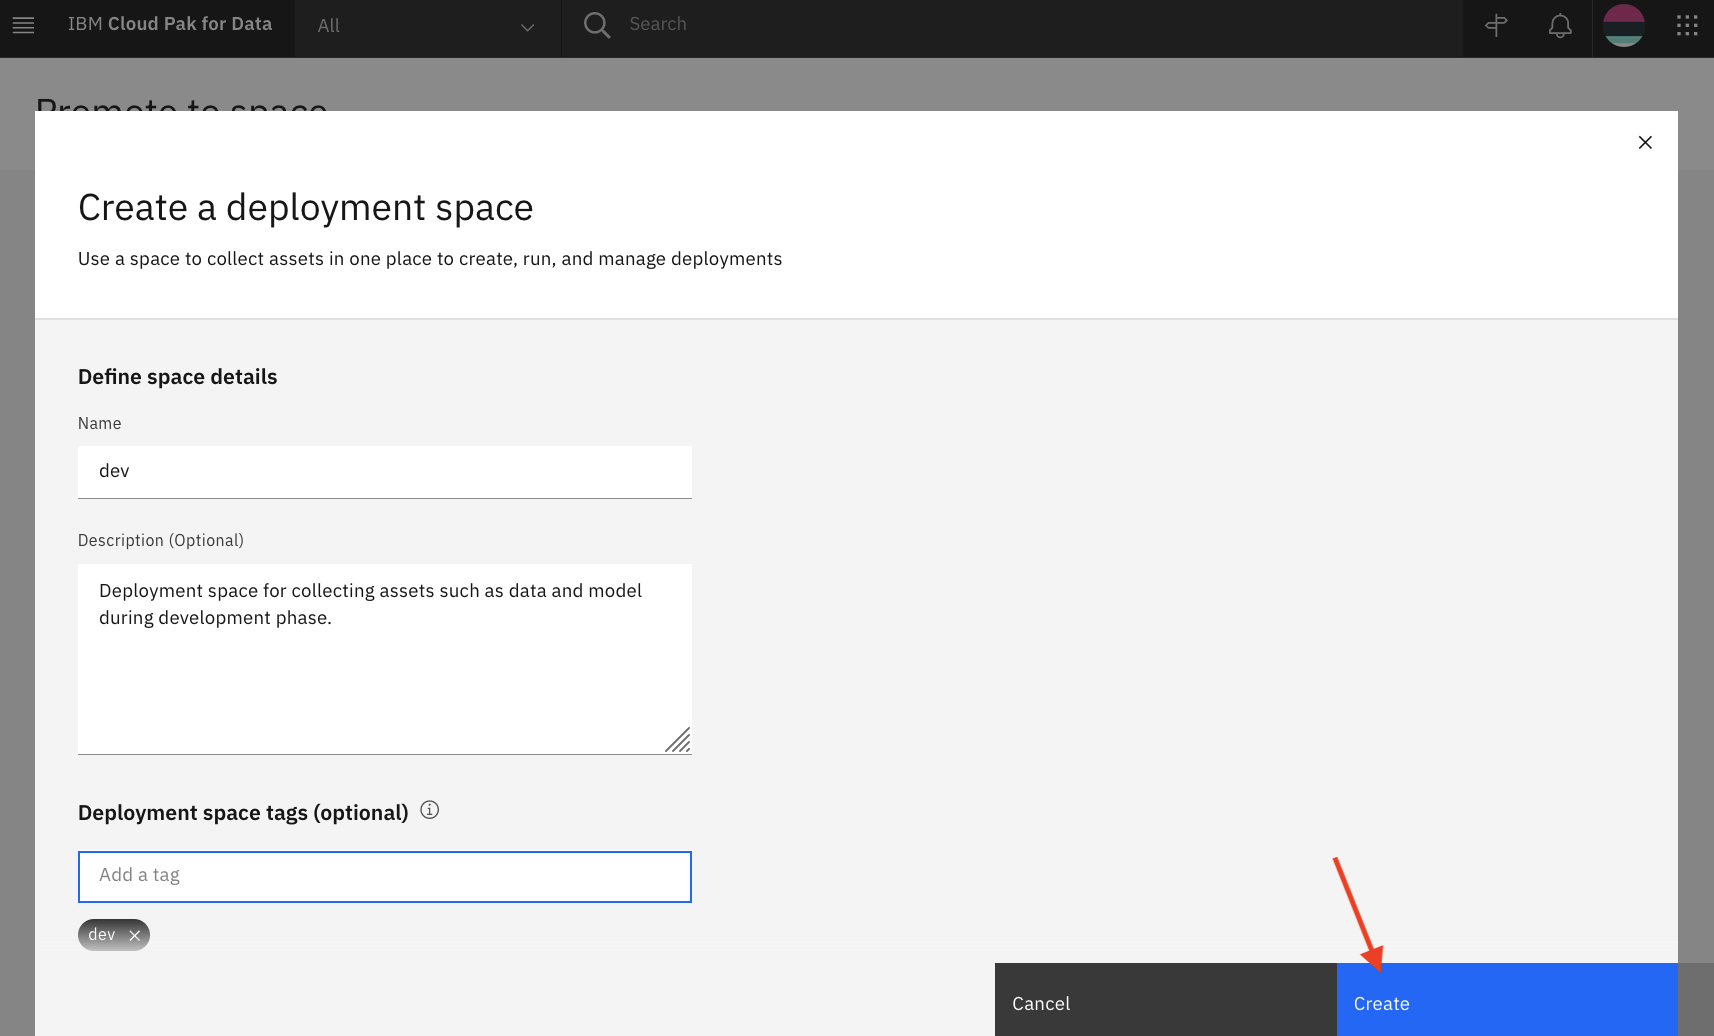 IBM Cloud Pak for Data
All
Search
Promote to space
Create a deployment space
Use a space to collect assets in one place to create, run, and manage deployments
Define space details
Name
dev
Description (Optional)
Deployment space for collecting assets such as data and model
during development phase.
Deployment space tags (optional)
Add a tag
dev
Cancel
Create